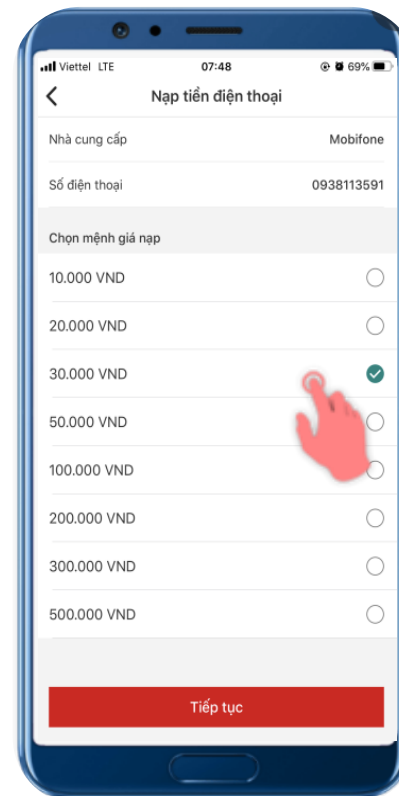 Viettel LTE 07:48 69%
Nạp tiền điện thoại
Nhà cung cấp Mobifone
Số điện thoại 0938113591
Chọn mệnh giá nạp
10.000 VND
20.000 VND
30.000 VND
50.000 VND
100.000 VND
200.000 VND
300.000 VND
500.000 VND
Tiếp tục